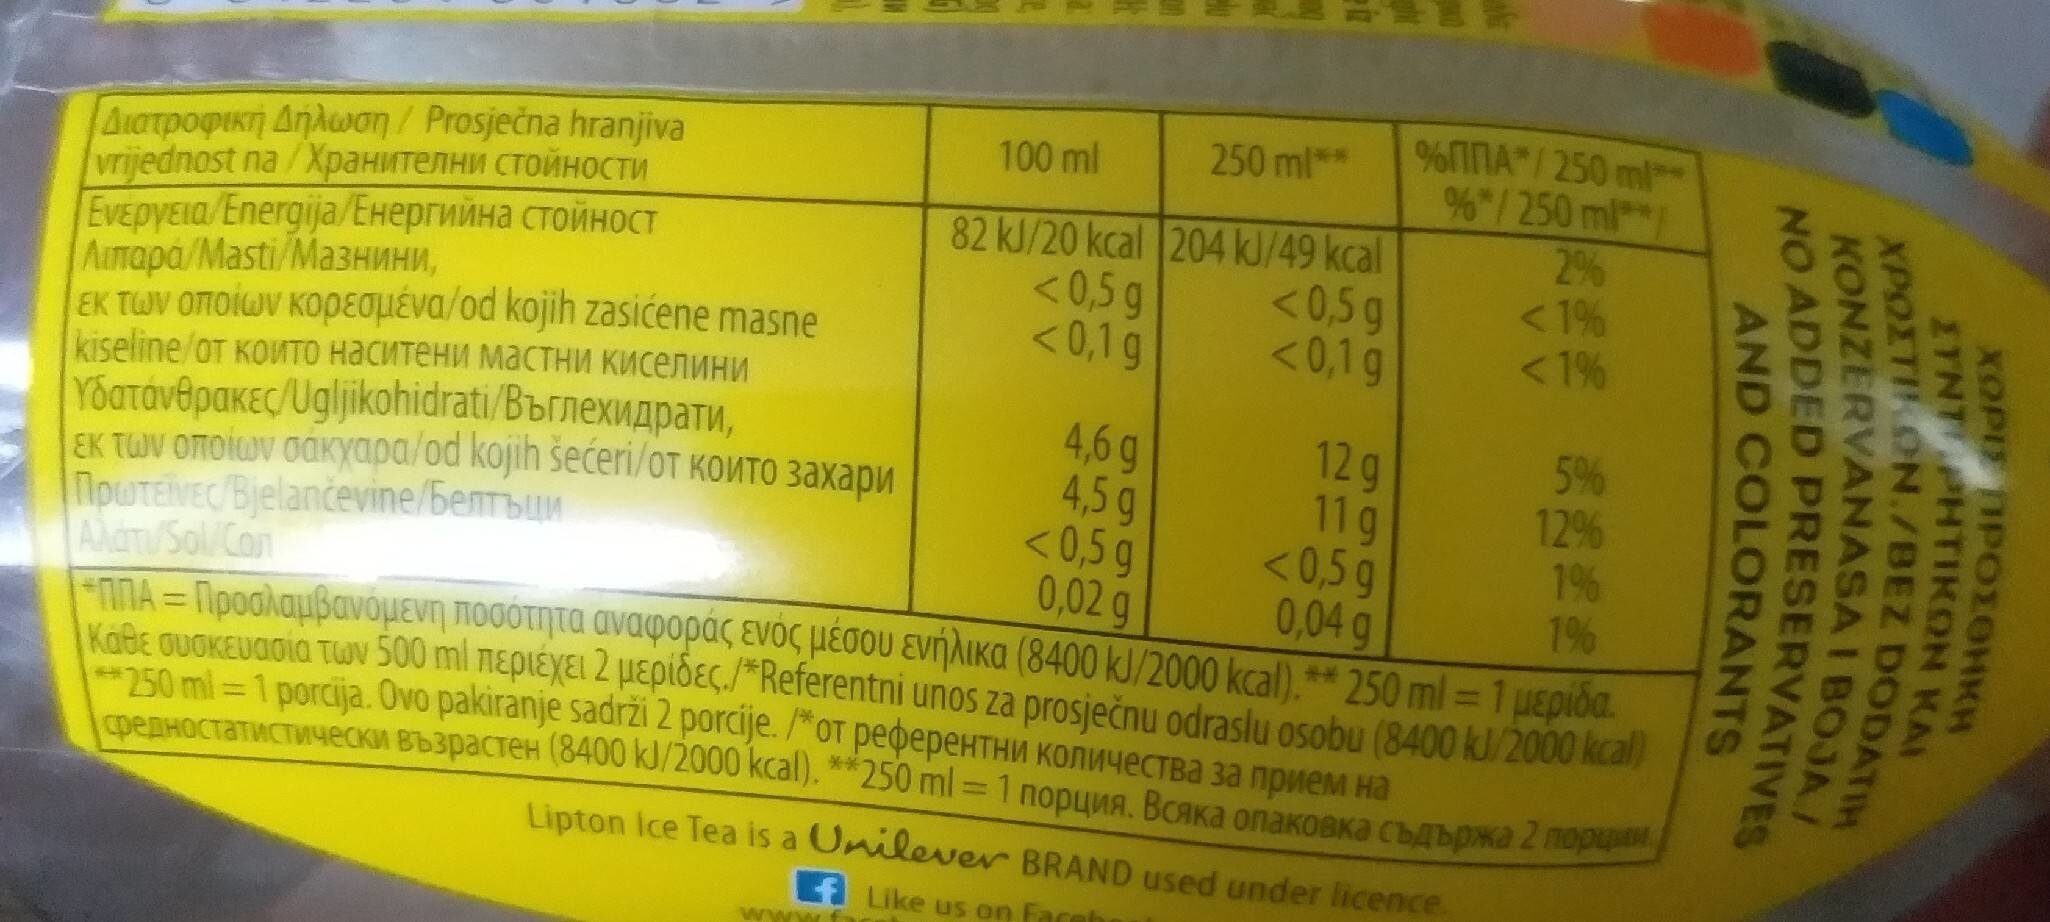 Διατροφική Δήλωση / Prosječna hranjiva
vrijednost na / Хранителни стойности
100 ml
250 ml**
%ΠΠΑ*/ 250 ml**
%*/ 250 ml**/
Ενέργεια/Energija/Енергийна стойност
82 kJ/20 kcal
204 kJ/49 kcal
2%
Λιπαρά/Masti/Мазнини,
<0,5 g
<0,5 g
<1%
εκ των οποίων κορεσμένα/od kojih zasićene masne
kiseline/от които наситени мастни киселини
<0,1 g
<0,1 g
<1%
Υδατάνθρακες/Ugljikohidrati/Въглехидрати,
4,6 g
12 g
5%
εκ των οποίων σάκχαρα/od kojih šećeri/от които захари
4,5 g
11 g
12%
Πρωτεΐνες/Bjelančevine/Белтъци
<0,5 g
<0,5 g
1%
Αλάτι/Sol/Сол
0,02 g
0,04 g
1%
*ΠΠΑ = Προσλαμβανόμενη ποσότητα αναφοράς ενός μέσου ενήλικα (8400 kJ/2000 kcal). ** 250 ml = 1 μερίδα.
Κάθε συσκευασία των 500 ml περιέχει 2 μερίδες./*Referentni unos za prosječnu odraslu osobu (8400 kJ/2000 kcal)
**250 ml = 1 porcija. Ovo pakiranje sadrži 2 porcije. /*от референтни количества за прием на
средностатистически възрастен (8400 kJ/2000 kcal). **250 ml = 1 порция. Всяка опаковка съдържа 2 порции.
Lipton Ice Tea is a Unilever BRAND used under licence.
f Like us on
ΧΩΡΙΣ ΠΡΟΣΘΗΚΗ
ΣΥΝΤΗΡΗΤΙΚΩΝ ΚΑΙ
ΧΡΩΣΤΙΚΩΝ./BEZ DODATIH
KONZERVANASA I BOJA /
NO ADDED PRESERVATIVES
AND COLORANTS